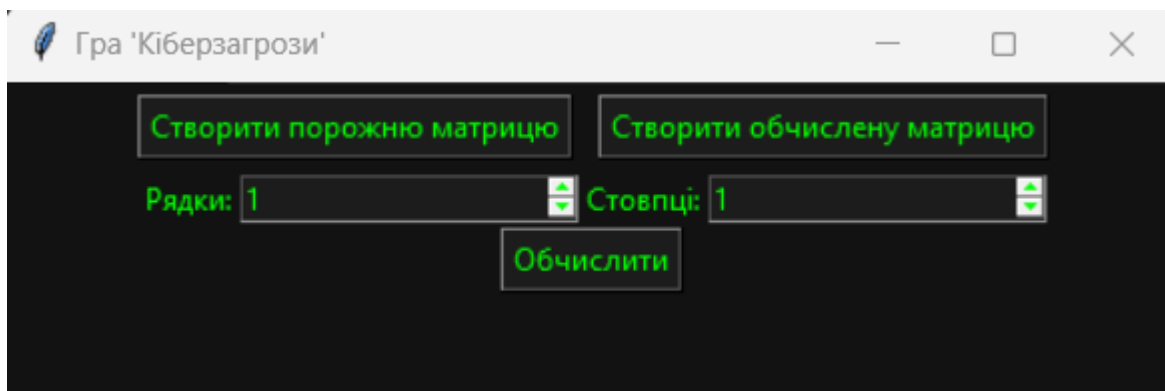 Гра 'Кіберзагрози'
Створити порожню матрицю Створити обчислену матрицю
Рядки: 1 Стовпці: 1
Обчислити